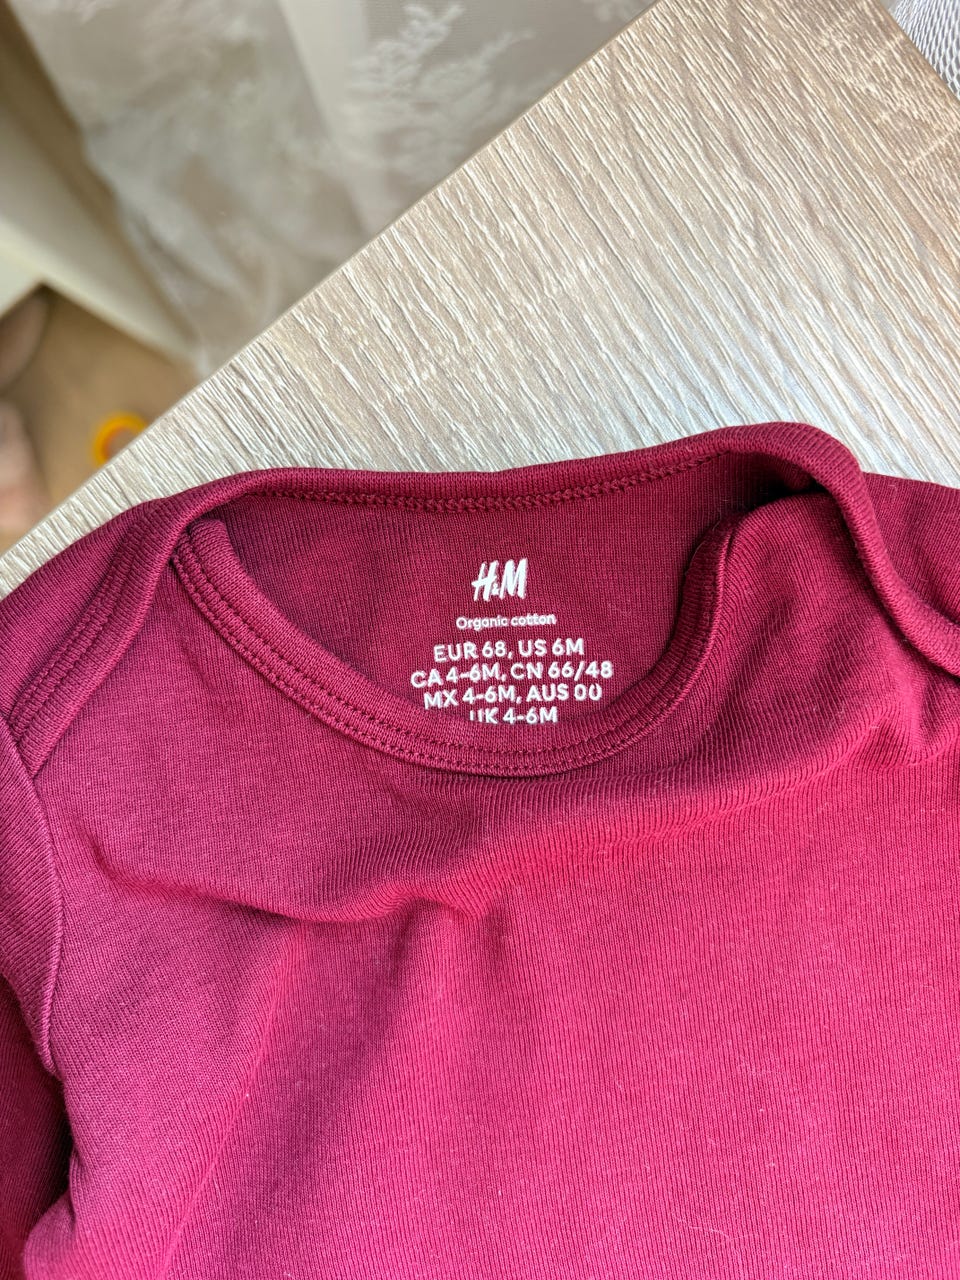 H&M
Organic cotton
EUR 68, US 6M
CA 4-6M, CN 66/48
MX 4-6M, AUS 00
UK 4-6M